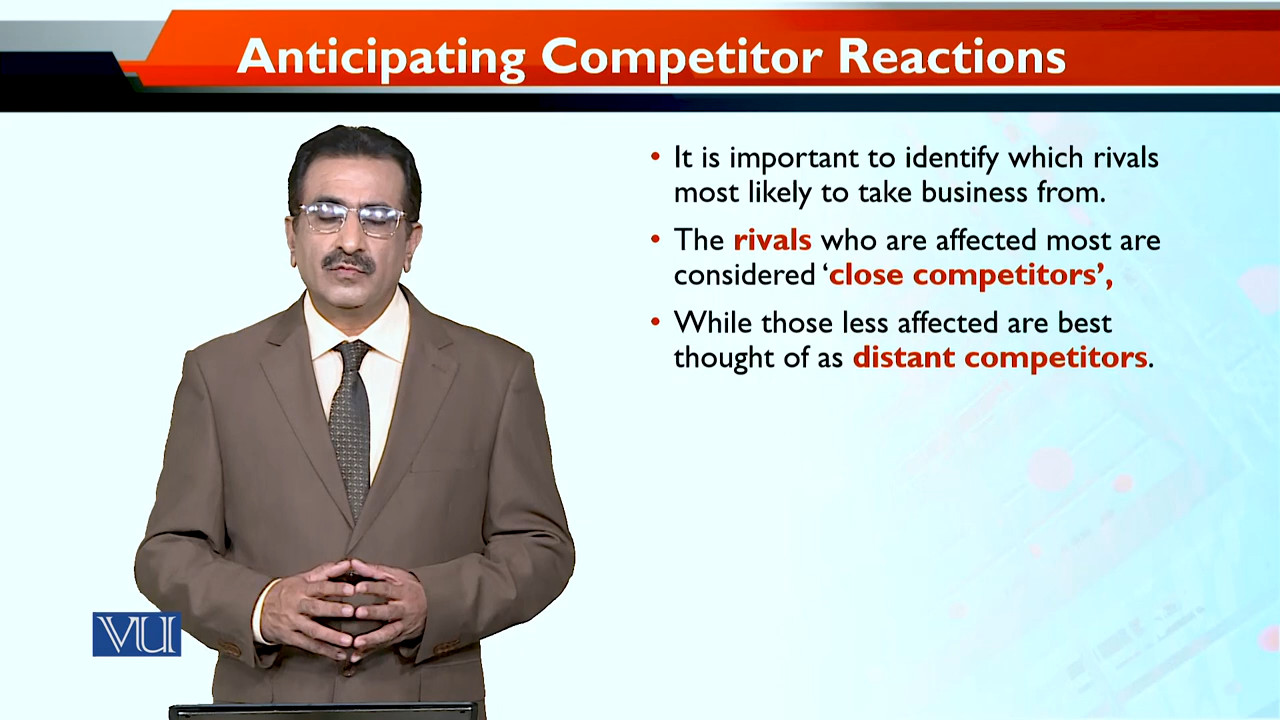 Anticipating Competitor Reactions
• It is important to identify which rivals
most likely to take business from.
• The rivals who are affected most are
considered ‘close competitors’,
• While those less affected are best
thought of as distant competitors.
VU